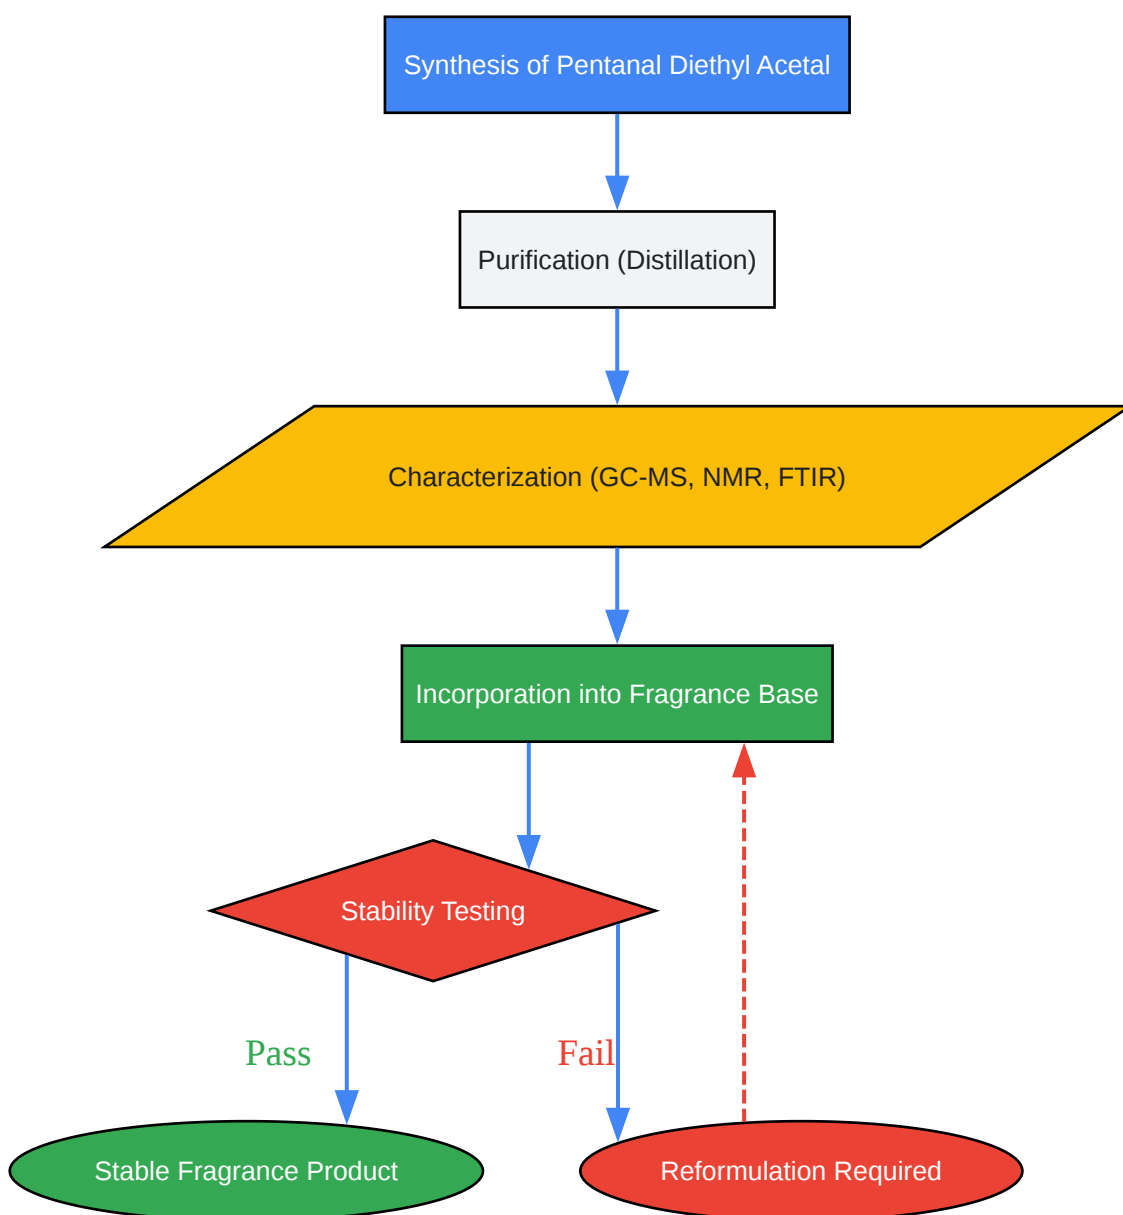 Synthesis of Pentanal Diethyl Acetal
Purification (Distillation)
Characterization (GC-MS, NMR, FTIR)
Incorporation into Fragrance Base
Stability Testing
Pass
Fail
Stable Fragrance Product
Reformulation Required